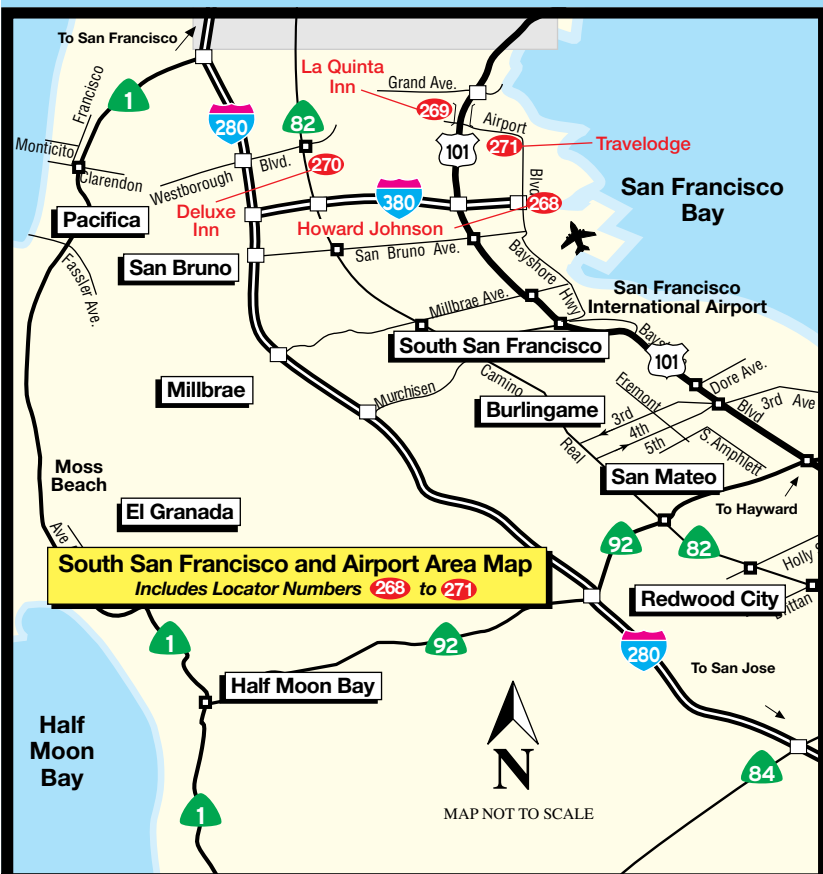 To San Francisco
La Quinta
Inn
Grand Ave.
Francisco
1
280
82
269
Airport
101
271
Travelodge
Monticito
Clarendon
Westborough
Blvd.
270
Blvd
San Francisco
Bay
Deluxe
Inn
380
268
Pacifica
Howard Johnson
San Bruno Ave.
San Bruno
Fassler Ave.
Bayshore
Hwy
Millbrae Ave.
San Francisco
International Airport
South San Francisco
101
Dore Ave.
Millbrae
Murchisen
Camino
Real
Burlingame
Fremont
3rd
4th
5th
Blvd
3rd Ave
S. Amphlett
Moss
Beach
San Mateo
El Granada
To Hayward
Ave
92
82
Holly
South San Francisco and Airport Area Map
Includes Locator Numbers 268 to 271
Redwood City
1
92
280
To San Jose
Half Moon Bay
Half
Moon
Bay
N
84
MAP NOT TO SCALE
1